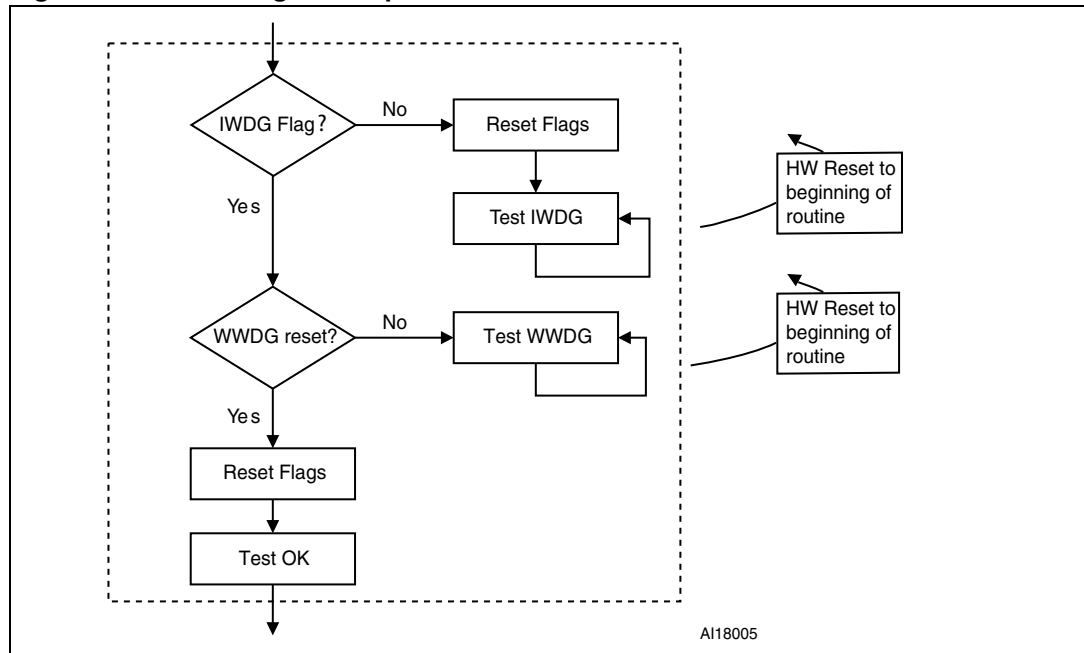 IWDG Flag?
No
Reset Flags
Test IWDG
HW Reset to
beginning of
routine
Yes
WWDG reset?
No
Test WWDG
HW Reset to
beginning of
routine
Yes
Reset Flags
Test OK
AI18005